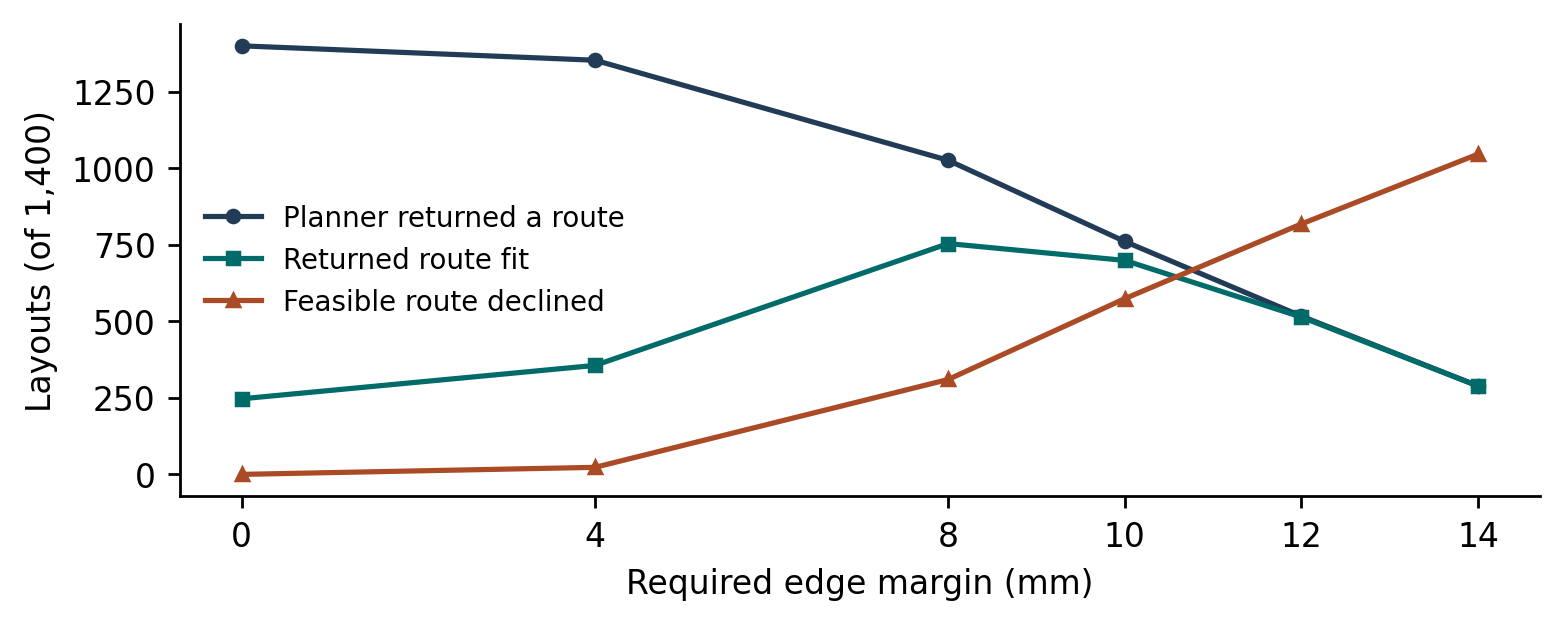 1250
1000
750
500
250
0
Layouts (of 1,400)
Planner returned a route
Returned route fit
Feasible route declined
0 4 8 10 12 14
Required edge margin (mm)